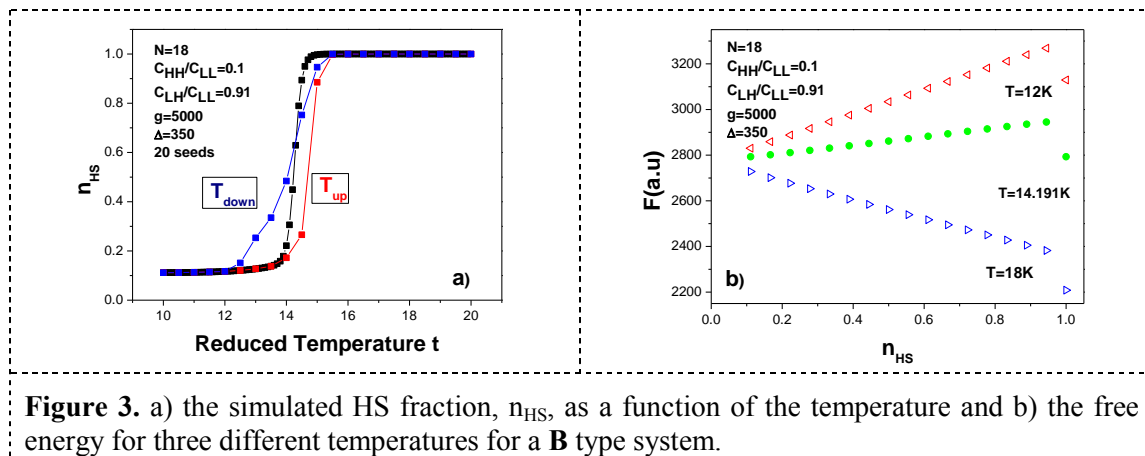 N=18
C_HH/C_LL=0.1
C_LH/C_LL=0.91
g=5000
Δ=350
20 seeds
T_down
T_up
a)
n_HS
1.0
0.8
0.6
0.4
0.2
0.0
10 12 14 16 18 20
Reduced Temperature t
N=18
C_HH/C_LL=0.1
C_LH/C_LL=0.91
g=5000
Δ=350
T=12K
T=14.191K
T=18K
b)
F(a.u)
3200
3000
2800
2600
2400
2200
0.0 0.2 0.4 0.6 0.8 1.0
n_HS
Figure 3. a) the simulated HS fraction, n_HS, as a function of the temperature and b) the free
energy for three different temperatures for a B type system.